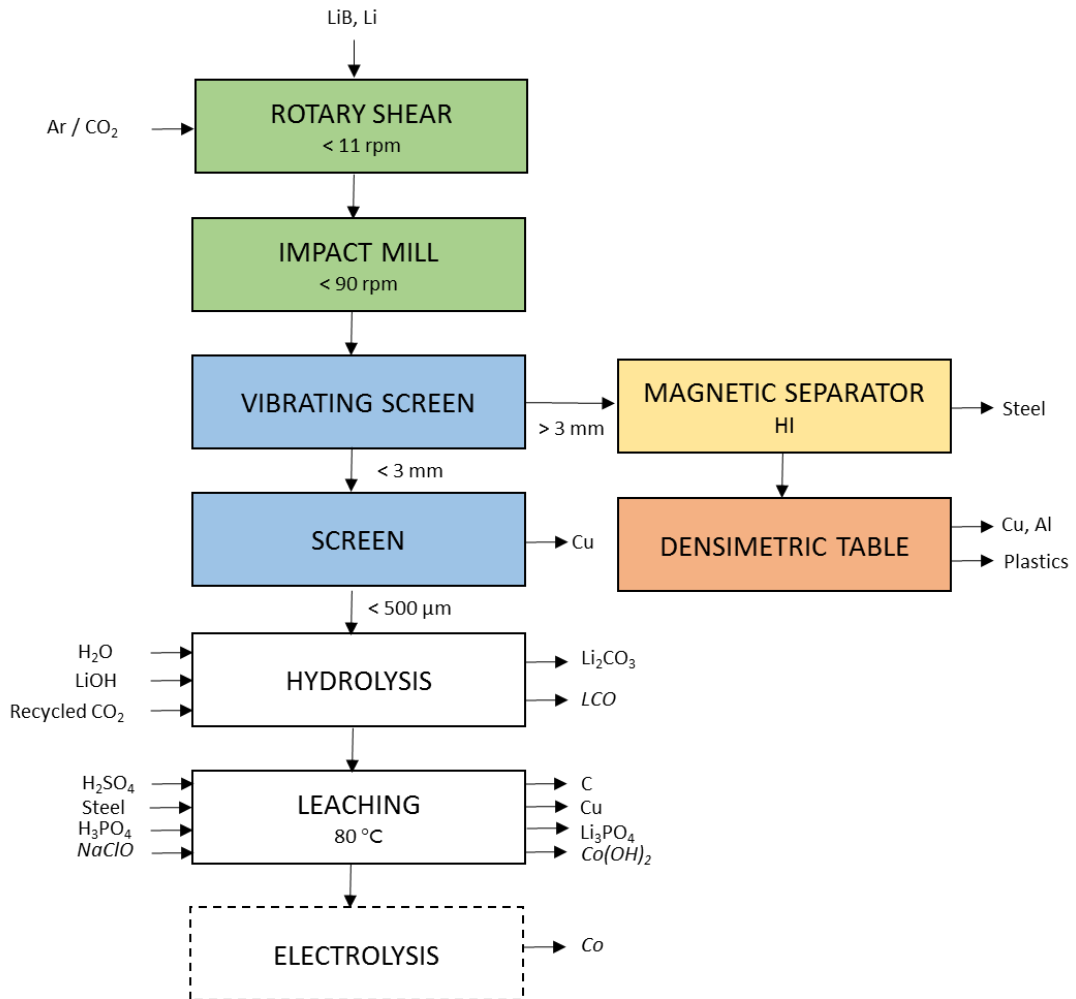 LiB, Li
ROTARY SHEAR
< 11 rpm
Ar / CO₂
IMPACT MILL
< 90 rpm
VIBRATING SCREEN
> 3 mm
MAGNETIC SEPARATOR
HI
Steel
< 3 mm
SCREEN
Cu
DENSIMETRIC TABLE
Cu, Al
Plastics
< 500 µm
H₂O
LiOH
Recycled CO₂
HYDROLYSIS
Li₂CO₃
LCO
H₂SO₄
Steel
H₃PO₄
NaClO
LEACHING
80 °C
C
Cu
Li₃PO₄
Co(OH)₂
ELECTROLYSIS
Co